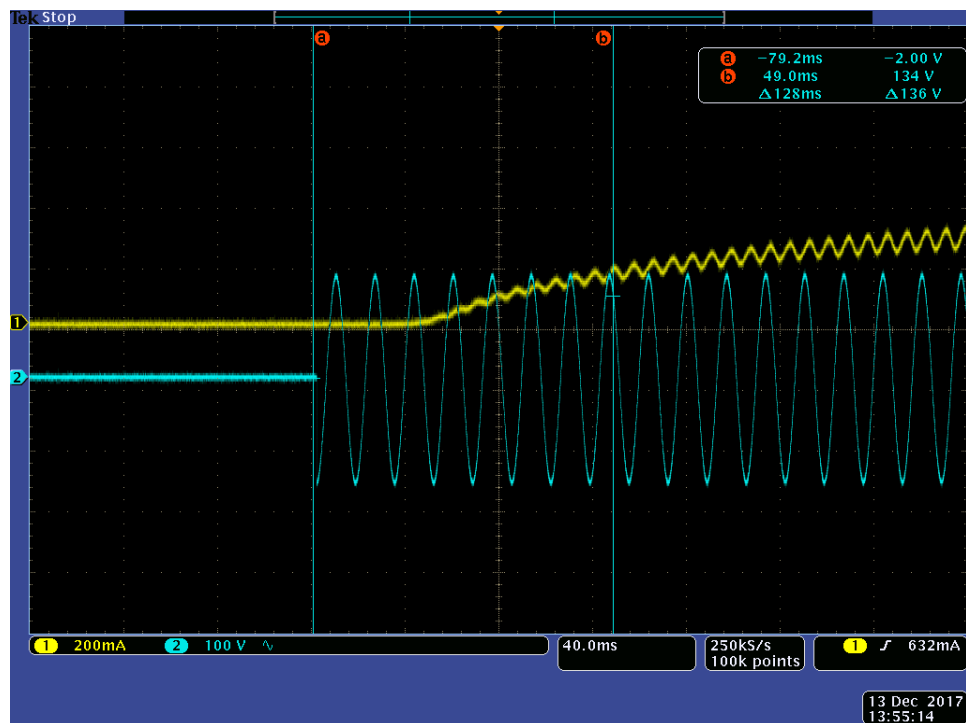 Tek Stop
a b
a −79.2ms −2.00 V
b 49.0ms 134 V
Δ128ms Δ136 V
1
2
1 200mA 2 100 V ∿
40.0ms
250kS/s
100k points
1 ∫ 632mA
13 Dec 2017
13:55:14